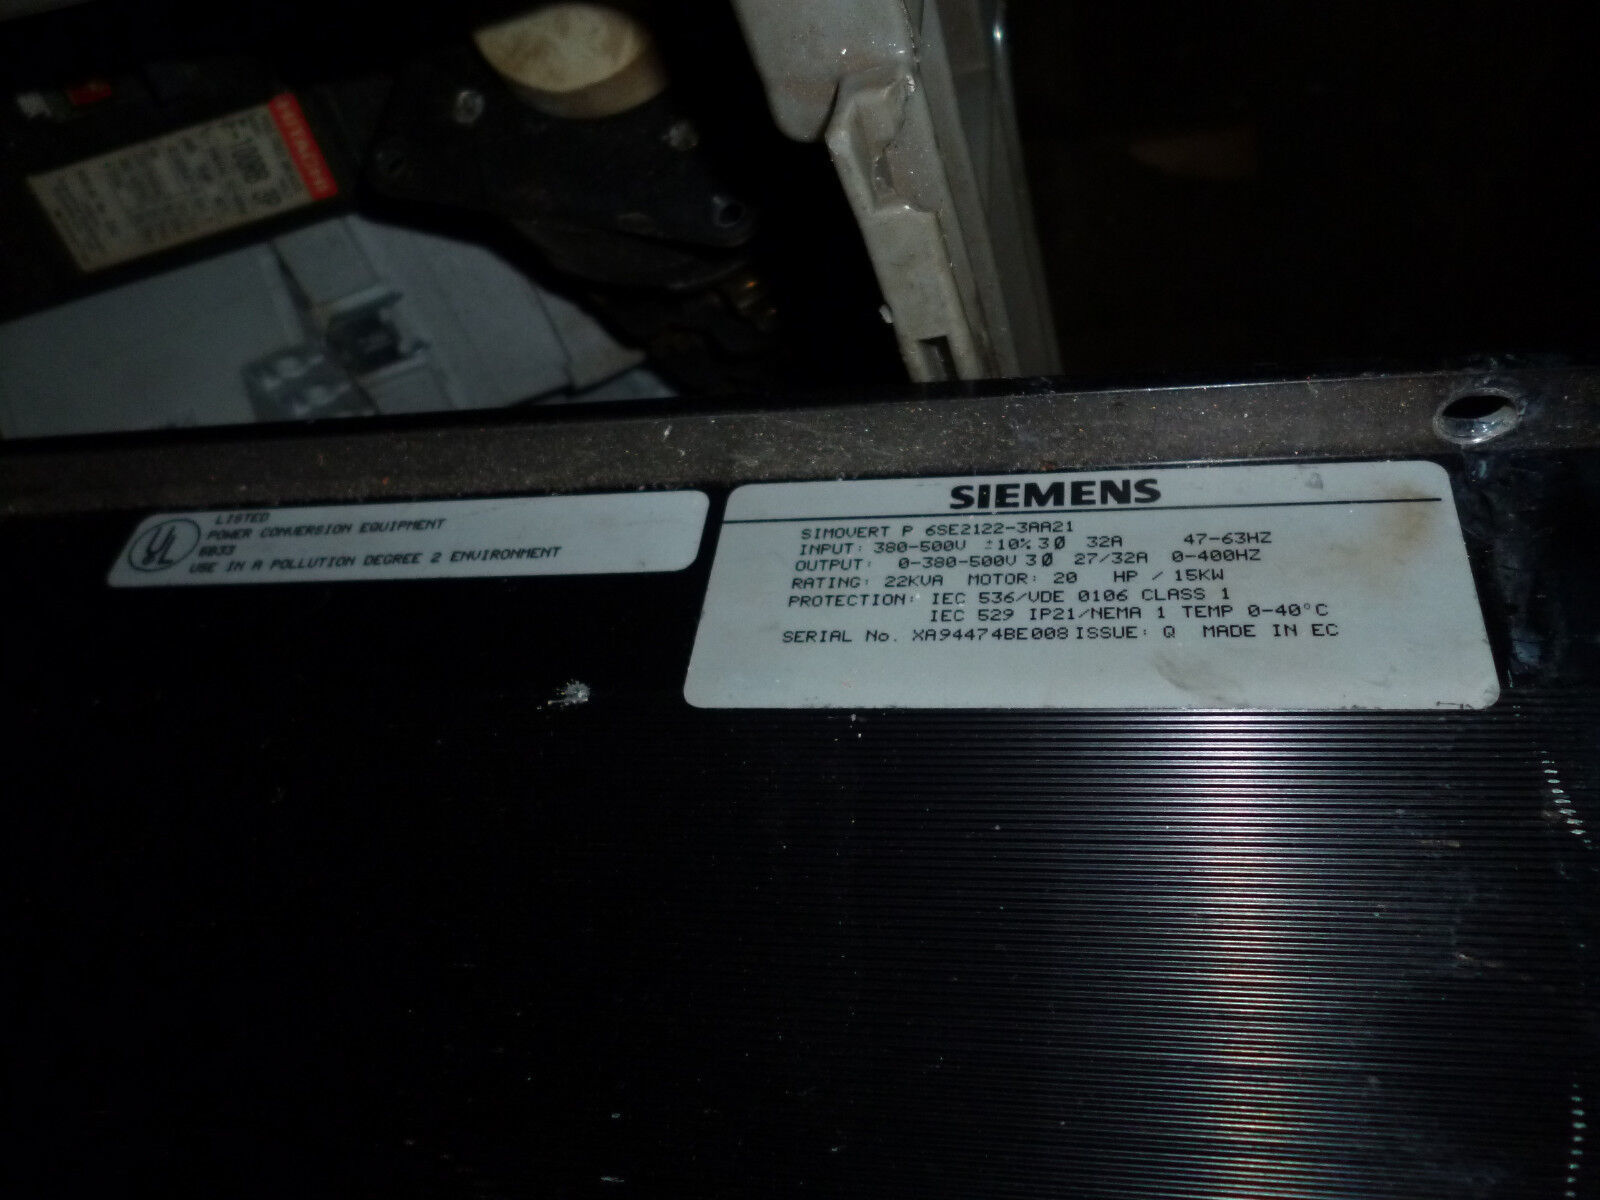 HITACHI
LISTED
POWER CONVERSION EQUIPMENT
6B33
USE IN A POLLUTION DEGREE 2 ENVIRONMENT
UL
SIEMENS
SIMOVERT P 6SE2122-3AA21
INPUT: 380-500V ±10% 3Ø 32A 47-63HZ
OUTPUT: 0-380-500V 3Ø 27/32A 0-400HZ
RATING: 22KVA MOTOR: 20 HP / 15KW
PROTECTION: IEC 536/VDE 0106 CLASS 1
IEC 529 IP21/NEMA 1 TEMP 0-40°C
SERIAL No. XA94474BE008 ISSUE: Q MADE IN EC